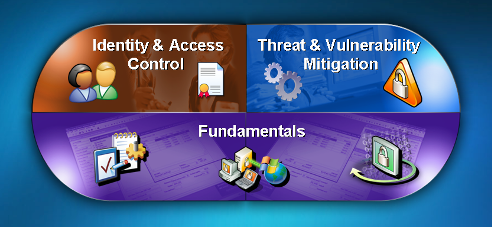 Identity & Access
Control
Threat & Vulnerability
Mitigation
Fundamentals